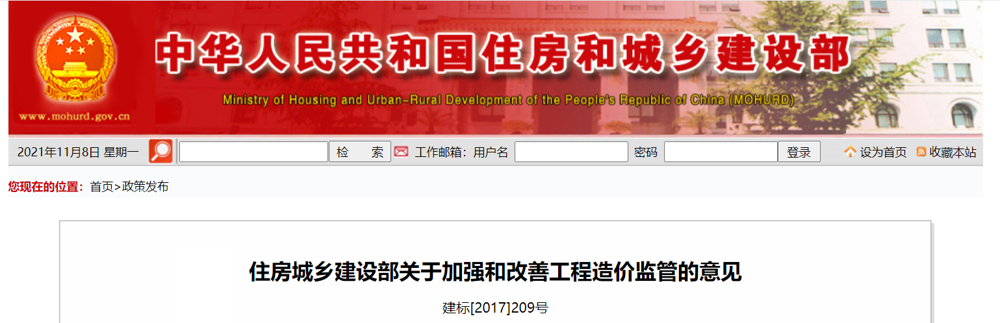 中华人民共和国住房和城乡建设部
Ministry of Housing and Urban-Rural Development of the People's Republic of China (MOHURD)
www.mohurd.gov.cn
2021年11月8日 星期一 检 索 工作邮箱：用户名 密码 登录 设为首页 收藏本站
您现在的位置：首页>政策发布
住房城乡建设部关于加强和改善工程造价监管的意见
建标[2017]209号